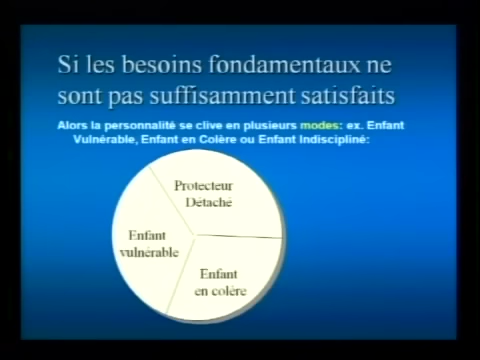 Si les besoins fondamentaux ne
sont pas suffisamment satisfaits
Alors la personnalité se clive en plusieurs modes: ex. Enfant
Vulnérable, Enfant en Colère ou Enfant Indiscipliné:
Protecteur
Détaché
Enfant
vulnérable
Enfant
en colère